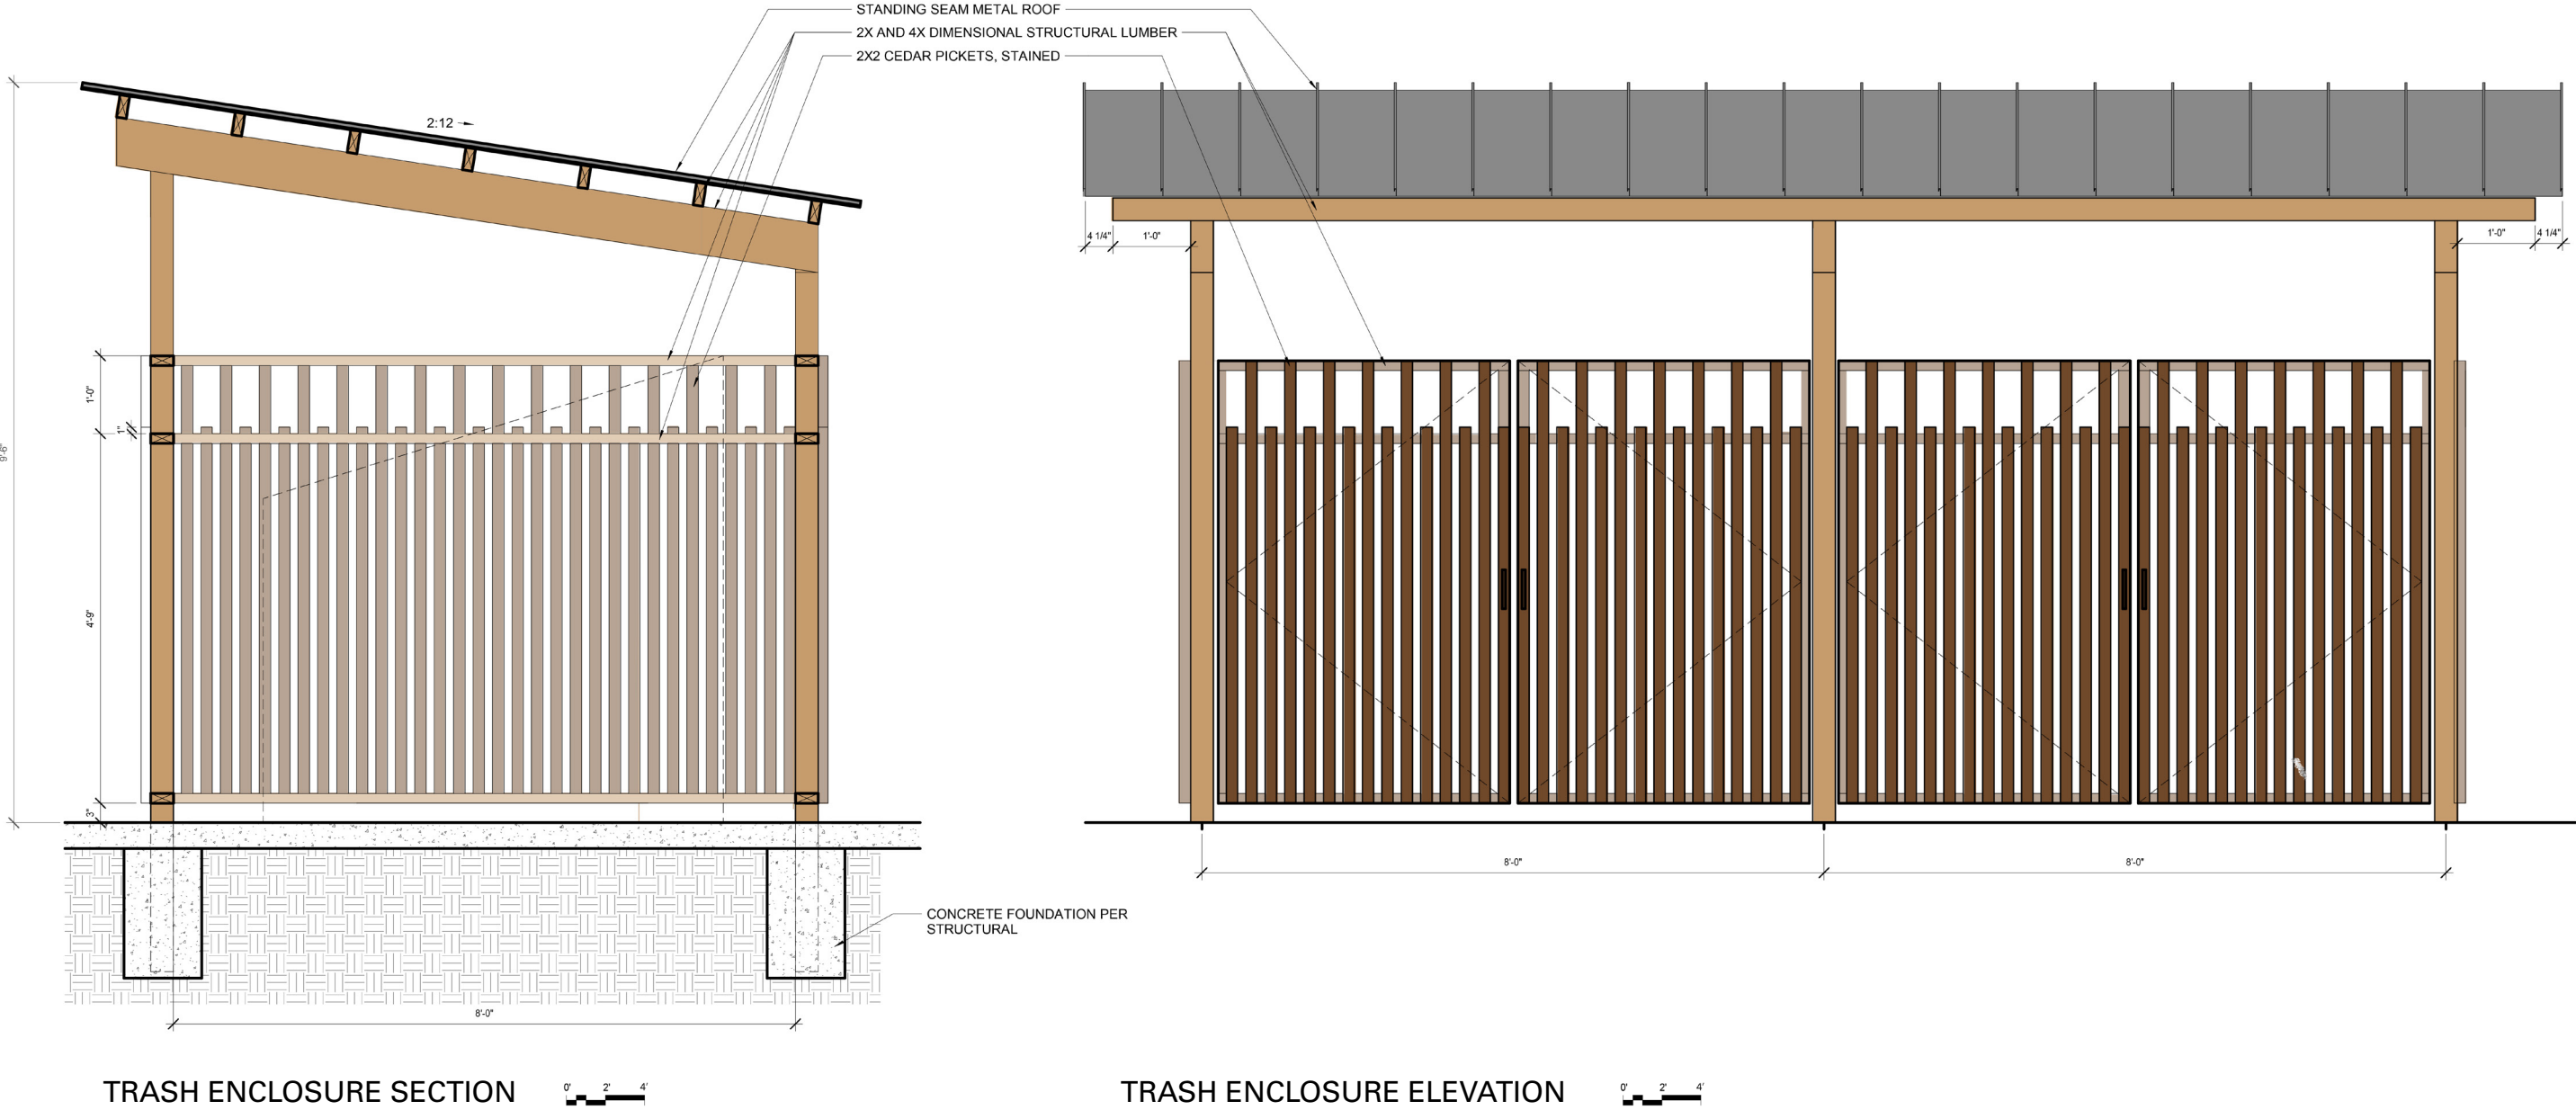 STANDING SEAM METAL ROOF
2X AND 4X DIMENSIONAL STRUCTURAL LUMBER
2X2 CEDAR PICKETS, STAINED
2:12
9'-6"
1'-0"
1"
4'-9"
3"
8'-0"
CONCRETE FOUNDATION PER
STRUCTURAL
4 1/4"
1'-0"
1'-0"
4 1/4"
8'-0"
8'-0"
TRASH ENCLOSURE SECTION
0' 2' 4'
TRASH ENCLOSURE ELEVATION
0' 2' 4'